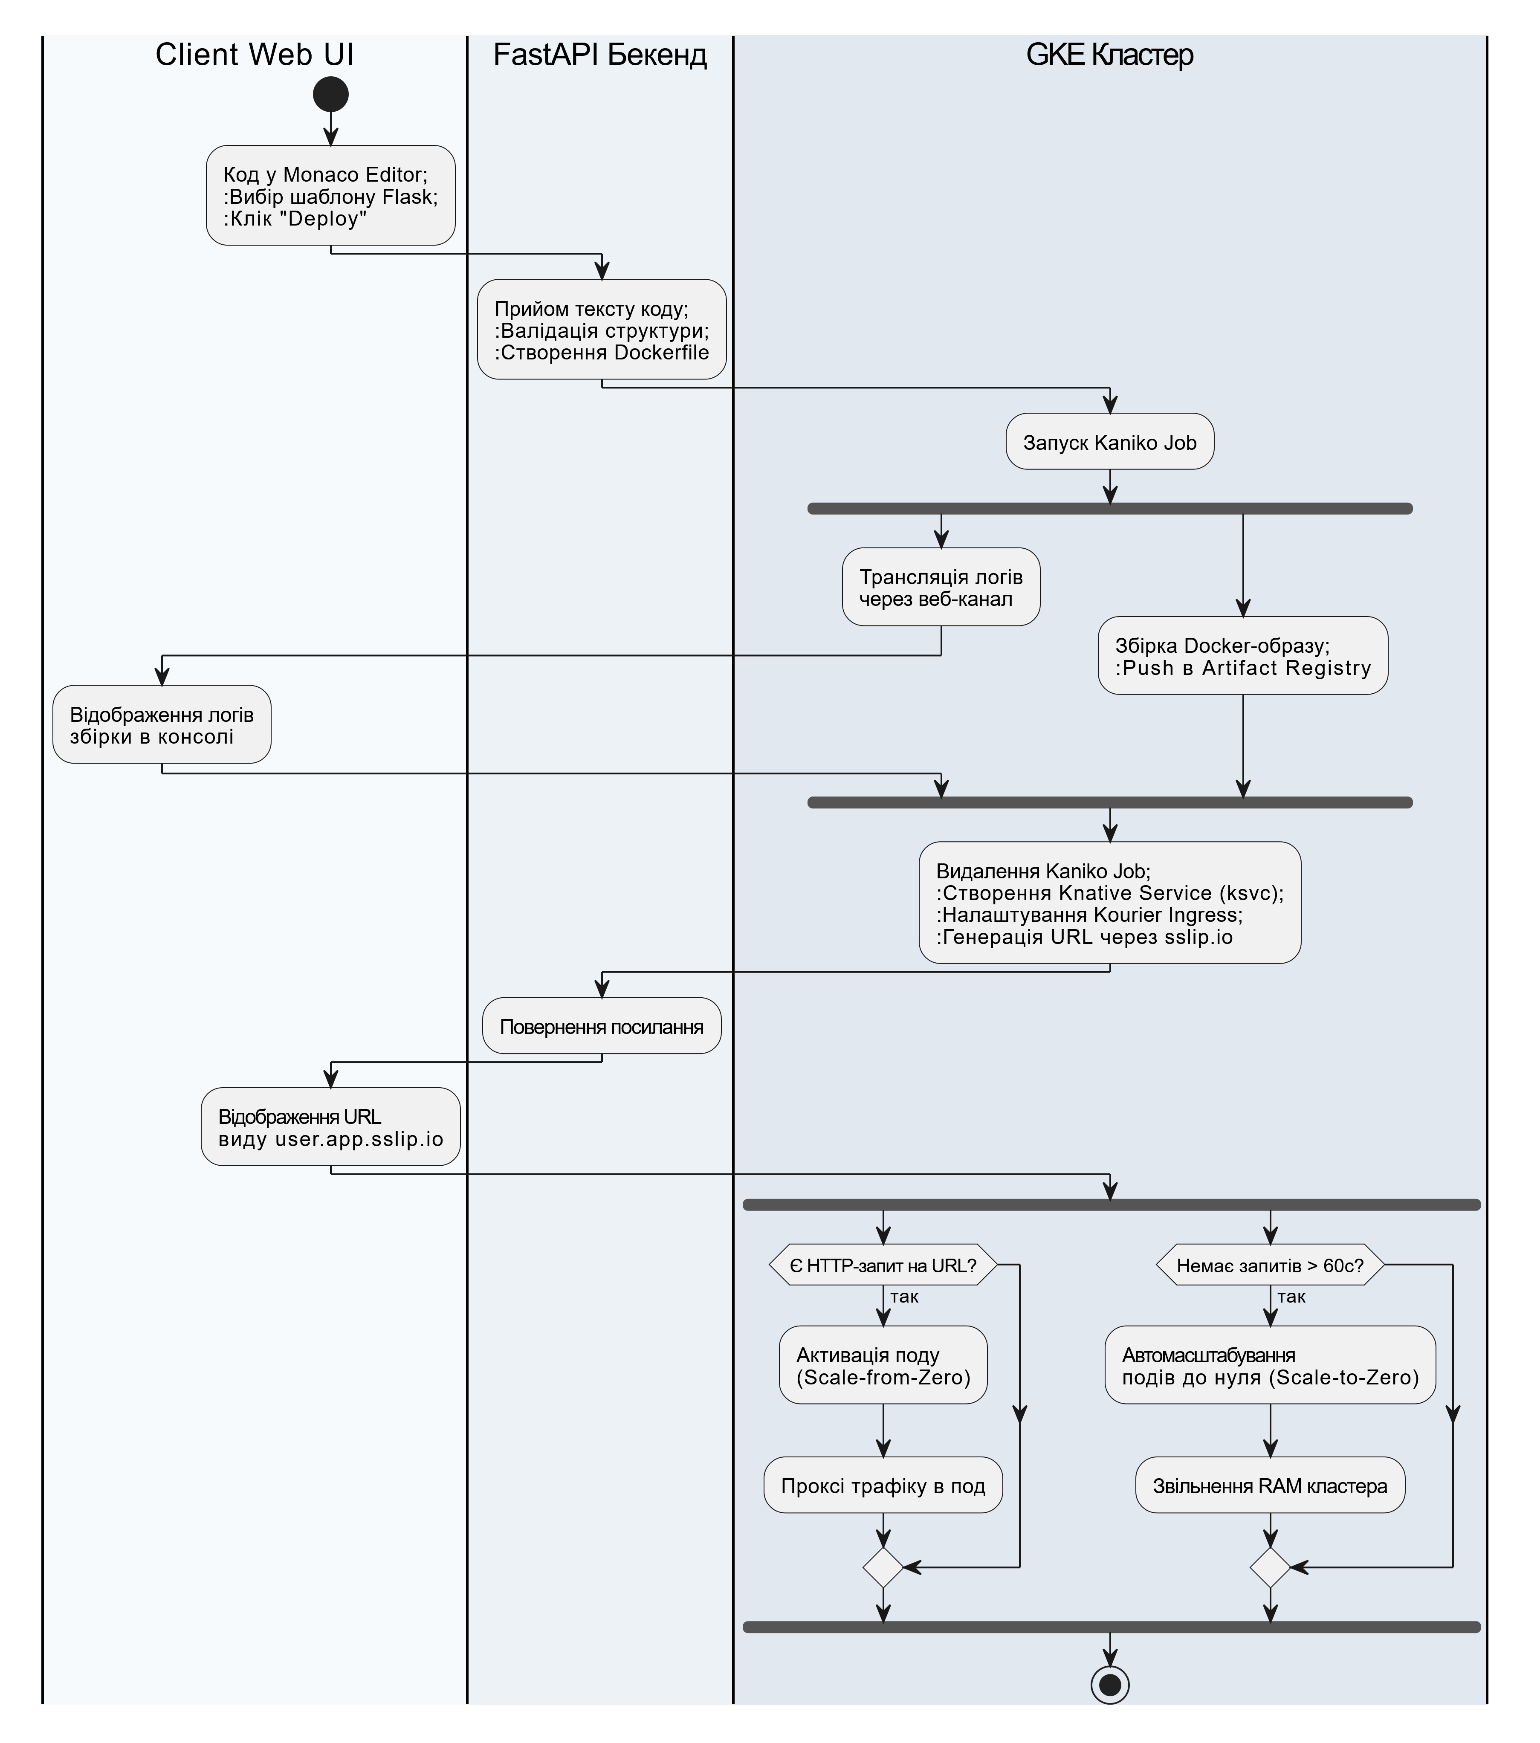 Client Web UI
FastAPI Бекенд
GKE Кластер
Код у Monaco Editor;
:Вибір шаблону Flask;
:Клік "Deploy"
Прийом тексту коду;
:Валідація структури;
:Створення Dockerfile
Запуск Kaniko Job
Трансляція логів
через веб-канал
Збірка Docker-образу;
:Push в Artifact Registry
Відображення логів
збірки в консолі
Видалення Kaniko Job;
:Створення Knative Service (ksvc);
:Налаштування Kourier Ingress;
:Генерація URL через sslip.io
Повернення посилання
Відображення URL
виду user.app.sslip.io
Є HTTP-запит на URL?
так
Активація поду
(Scale-from-Zero)
Проксі трафіку в под
Немає запитів > 60с?
так
Автомасштабування
подів до нуля (Scale-to-Zero)
Звільнення RAM кластера